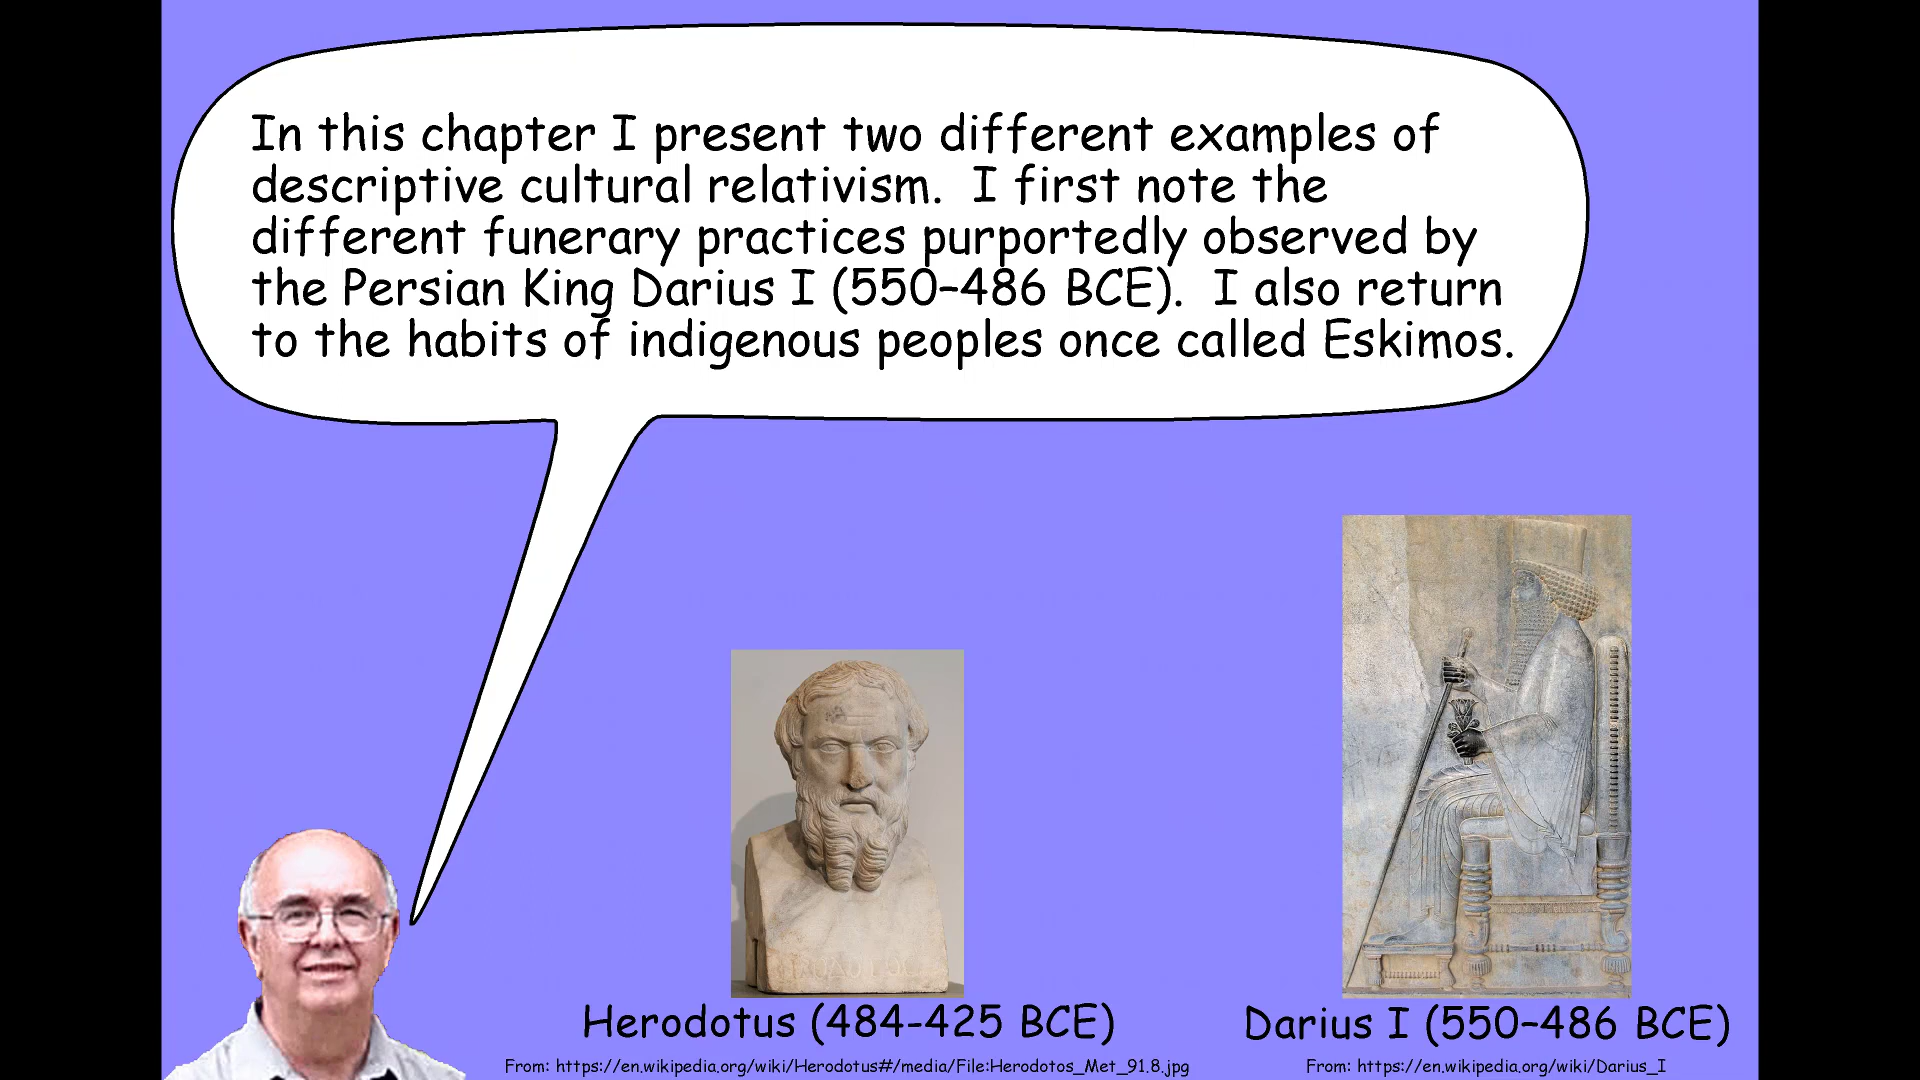 In this chapter I present two different examples of
descriptive cultural relativism.  I first note the
different funerary practices purportedly observed by
the Persian King Darius I (550–486 BCE).  I also return
to the habits of indigenous peoples once called Eskimos.
Herodotus (484-425 BCE)
From: https://en.wikipedia.org/wiki/Herodotus#/media/File:Herodotos_Met_91.8.jpg
Darius I (550–486 BCE)
From: https://en.wikipedia.org/wiki/Darius_I